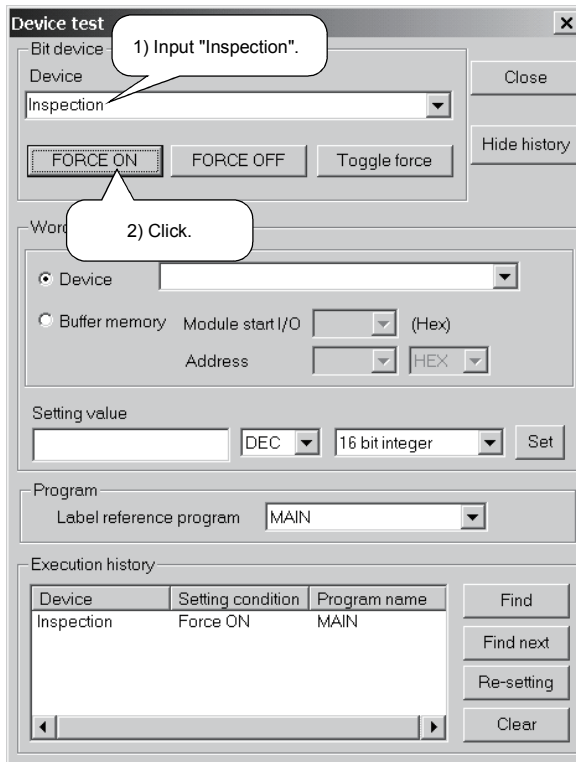 Device test
Bit device
1) Input "Inspection".
Device
Close
Inspection
Hide history
FORCE ON FORCE OFF Toggle force
2) Click.
Device
Buffer memory Module start I/O (Hex)
Address HEX
Setting value
DEC 16 bit integer Set
Program
Label reference program MAIN
Execution history
Device Setting condition Program name
Inspection Force ON MAIN
Find
Find next
Re-setting
Clear